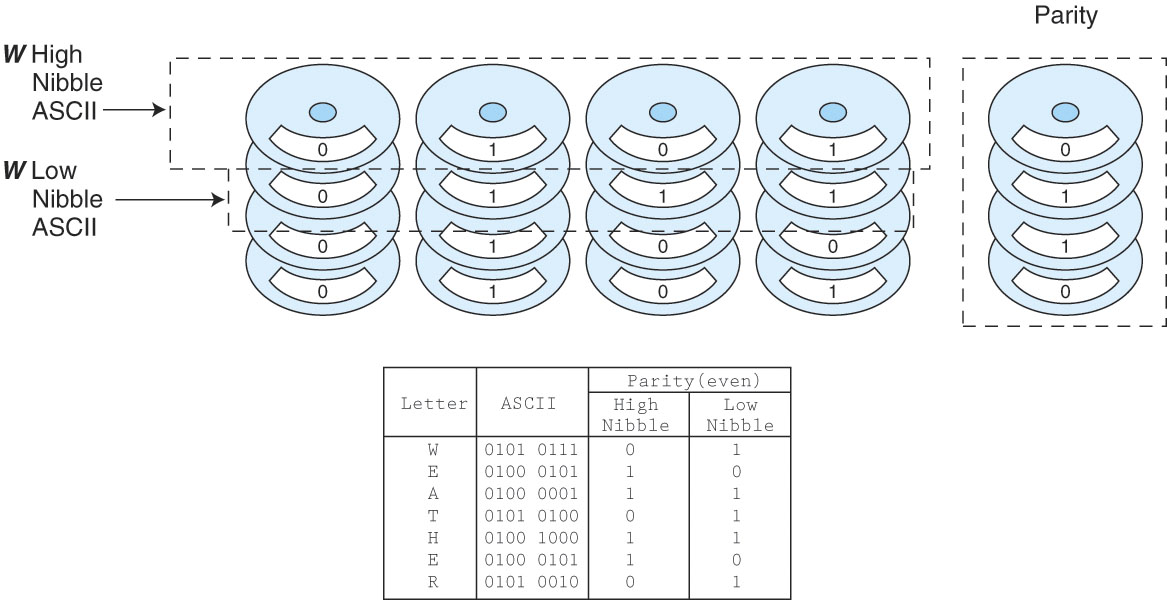 Parity
W High
Nibble
ASCII
0 1 0 1 0
W Low
Nibble
ASCII
0 1 1 1 1
0 1 0 0 1
0 1 0 1 0
Parity(even)
Letter ASCII High Nibble Low Nibble
W 0101 0111 0 1
E 0100 0101 1 0
A 0100 0001 1 1
T 0101 0100 0 1
H 0100 1000 1 1
E 0100 0101 1 0
R 0101 0010 0 1